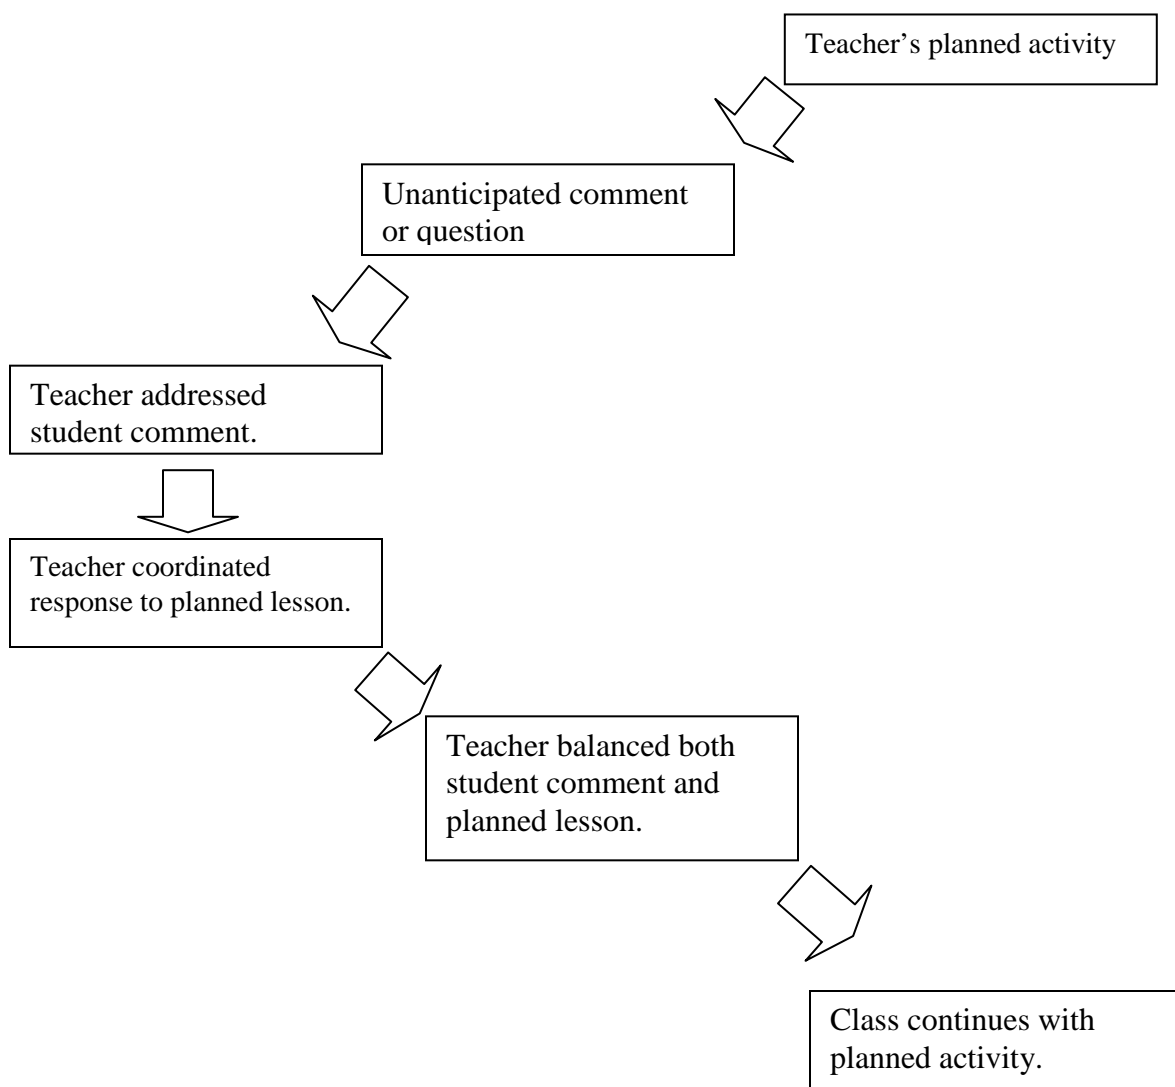 Teacher’s planned activity
Unanticipated comment
or question
Teacher addressed
student comment.
Teacher coordinated
response to planned lesson.
Teacher balanced both
student comment and
planned lesson.
Class continues with
planned activity.